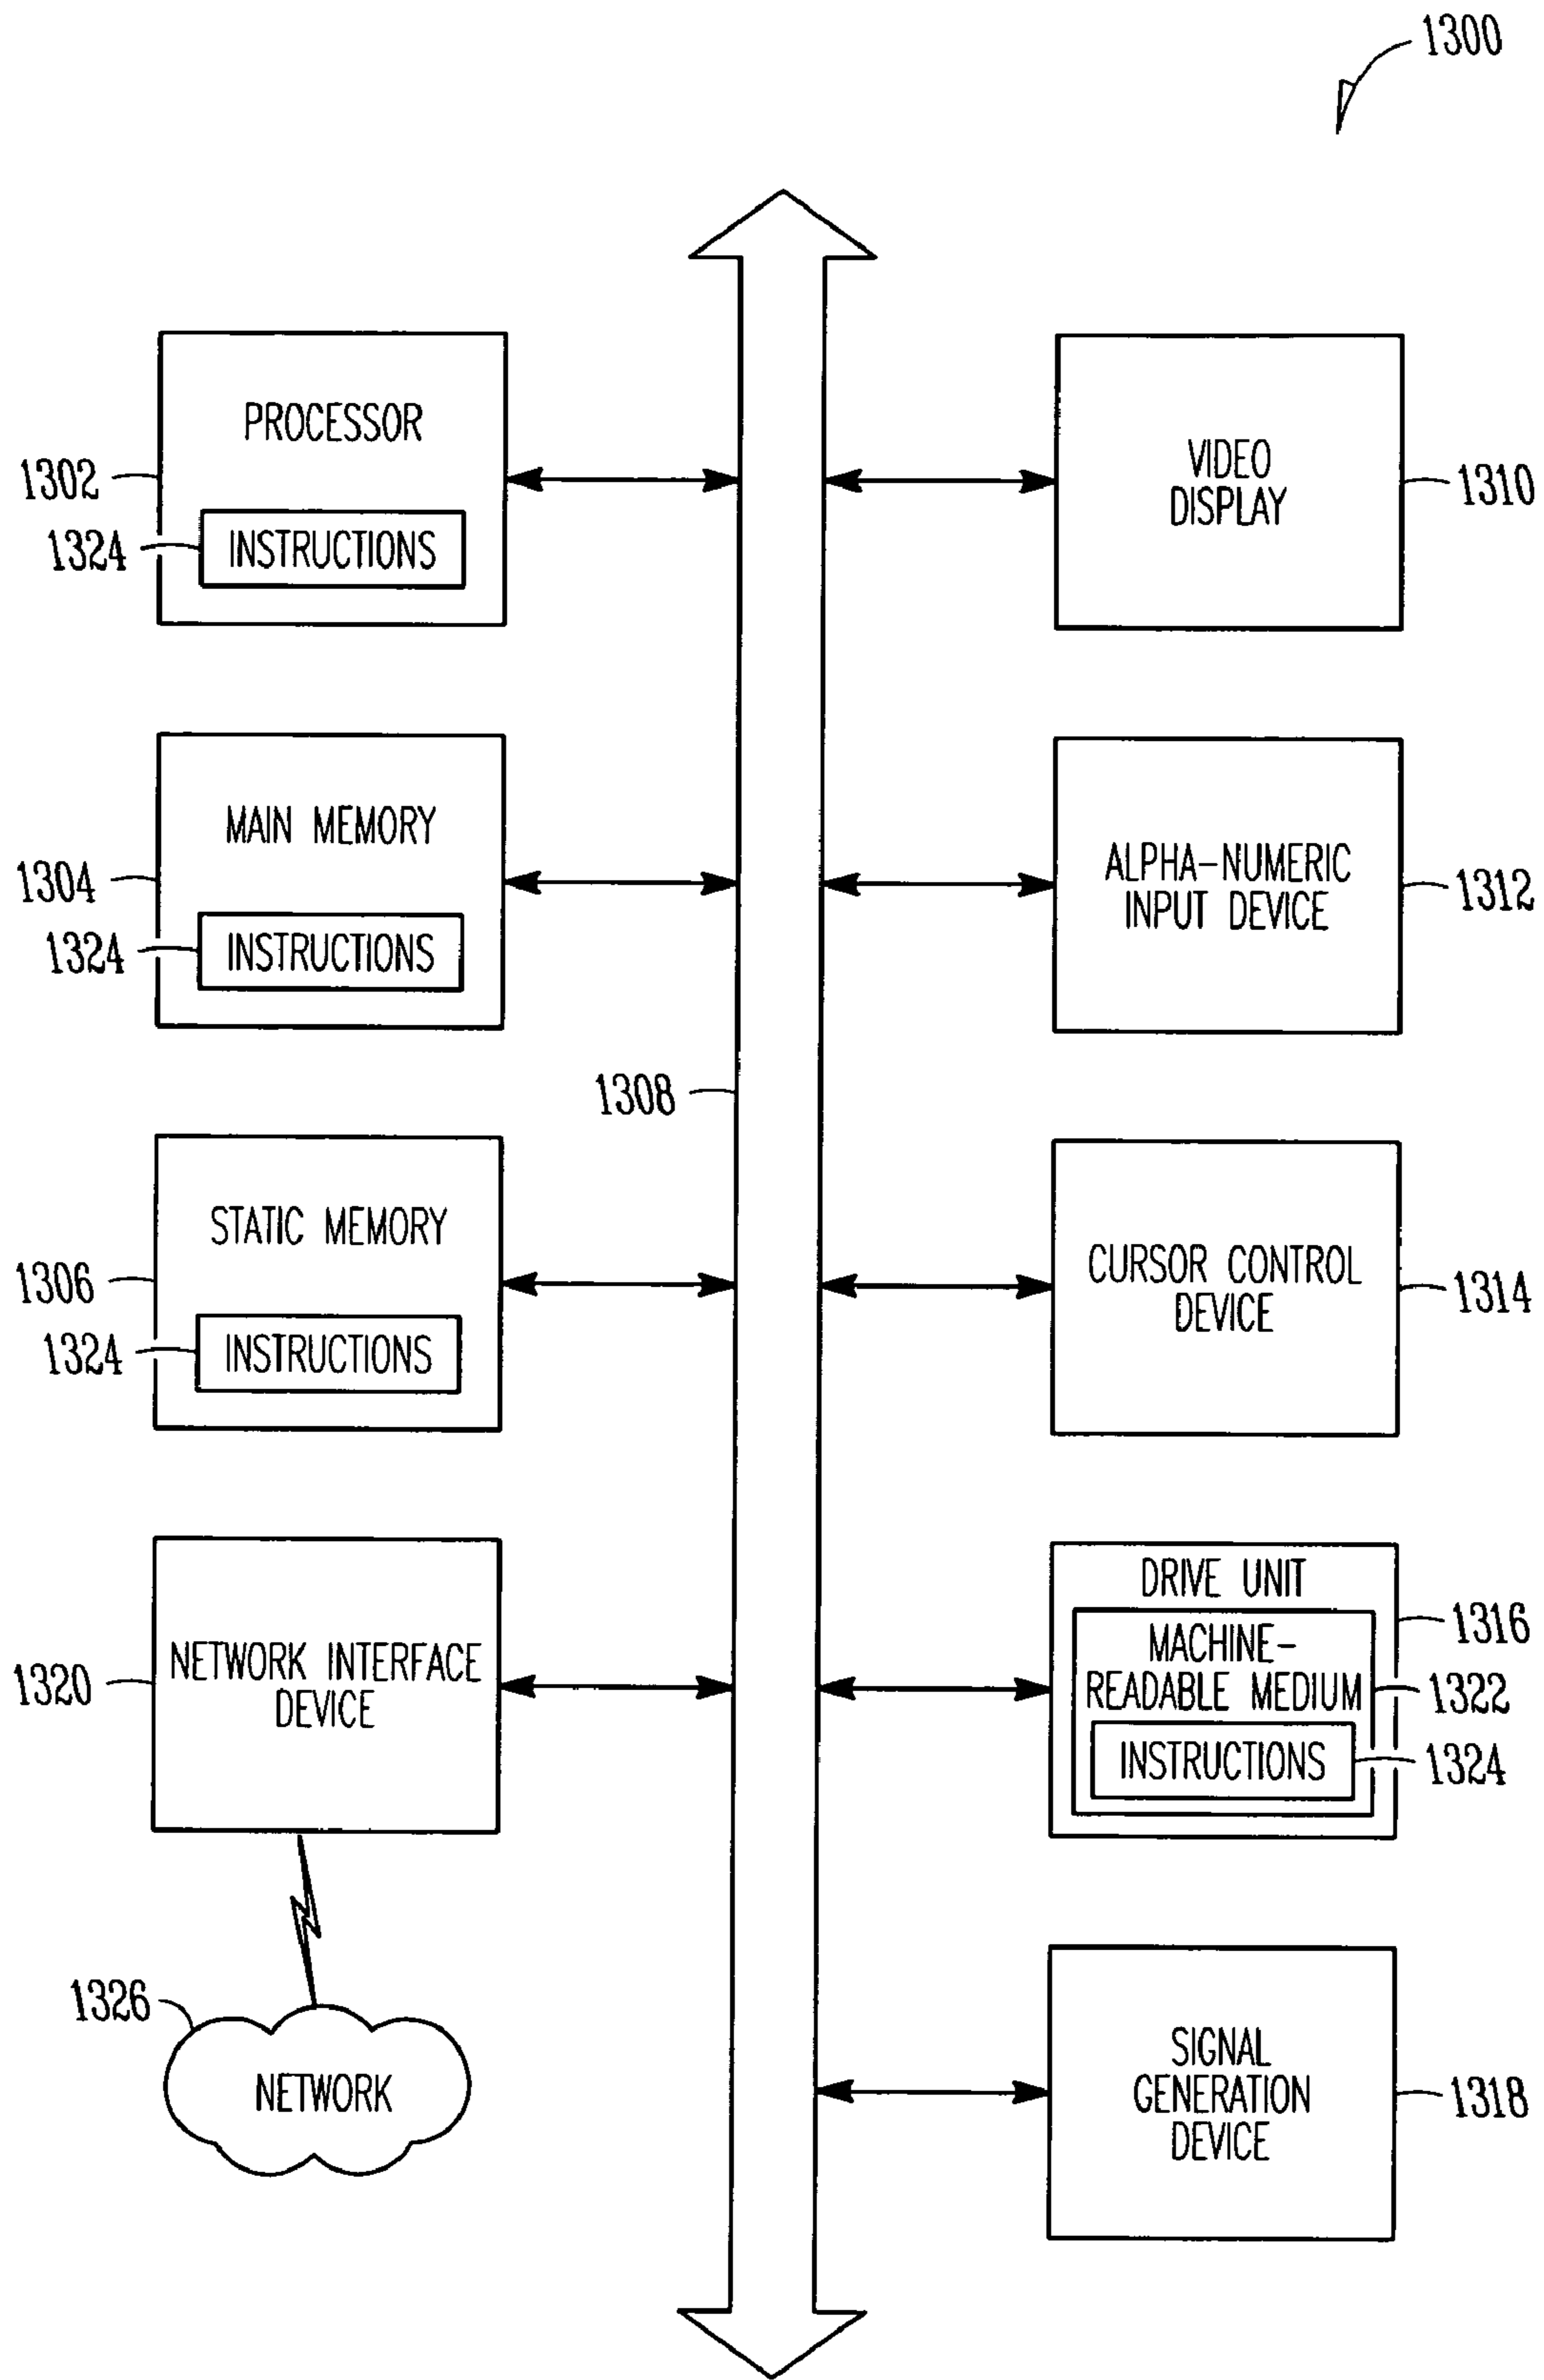 1300
PROCESSOR
1302
1324
INSTRUCTIONS
VIDEO
DISPLAY
1310
MAIN MEMORY
1304
1324
INSTRUCTIONS
ALPHA-NUMERIC
INPUT DEVICE
1312
1308
STATIC MEMORY
1306
1324
INSTRUCTIONS
CURSOR CONTROL
DEVICE
1314
NETWORK INTERFACE
DEVICE
1320
DRIVE UNIT
1316
MACHINE-
READABLE MEDIUM
1322
INSTRUCTIONS
1324
1326
NETWORK
SIGNAL
GENERATION
DEVICE
1318